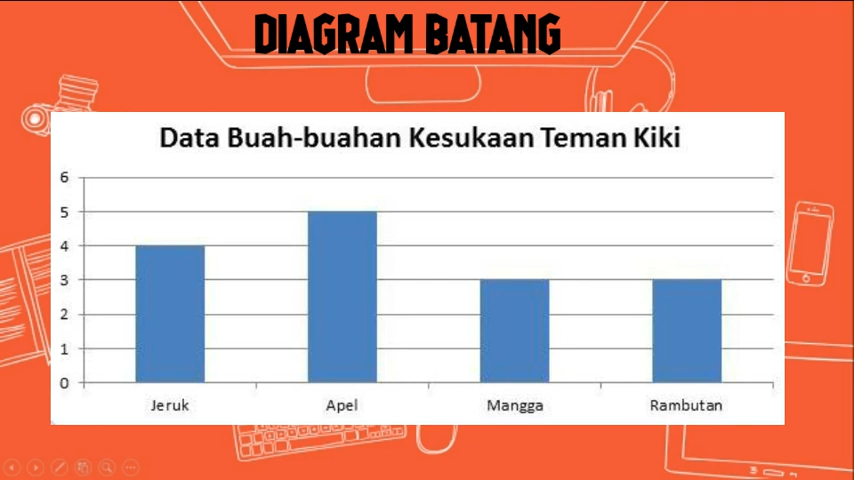 DIAGRAM BATANG
Data Buah-buahan Kesukaan Teman Kiki
6
5
4
3
2
1
0
Jeruk Apel Mangga Rambutan